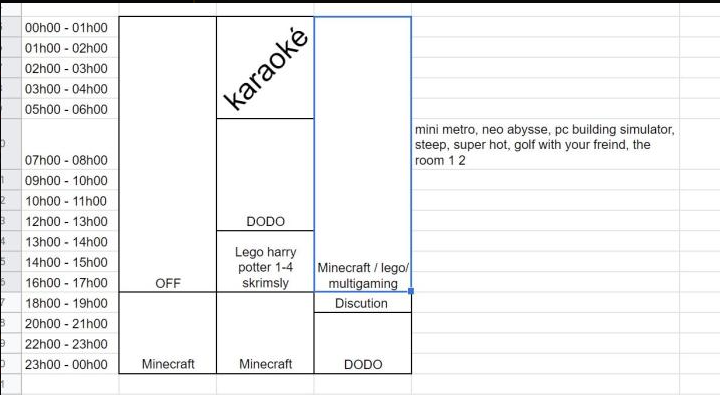 00h00 - 01h00
01h00 - 02h00
02h00 - 03h00
03h00 - 04h00
05h00 - 06h00
07h00 - 08h00
09h00 - 10h00
10h00 - 11h00
12h00 - 13h00
13h00 - 14h00
14h00 - 15h00
16h00 - 17h00
18h00 - 19h00
20h00 - 21h00
22h00 - 23h00
23h00 - 00h00
OFF
Minecraft
karaoké
DODO
Lego harry
potter 1-4
skrimsly
Minecraft
Minecraft / lego/
multigaming
Discution
DODO
mini metro, neo abysse, pc building simulator,
steep, super hot, golf with your freind, the
room 1 2